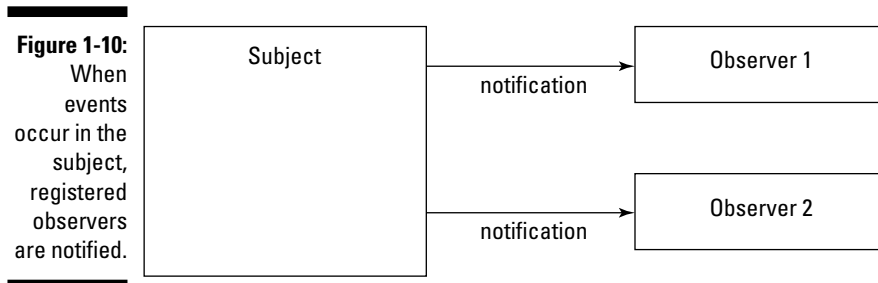 Figure 1-10:
When
events
occur in the
subject,
registered
observers
are notified.
Subject
notification
Observer 1
notification
Observer 2